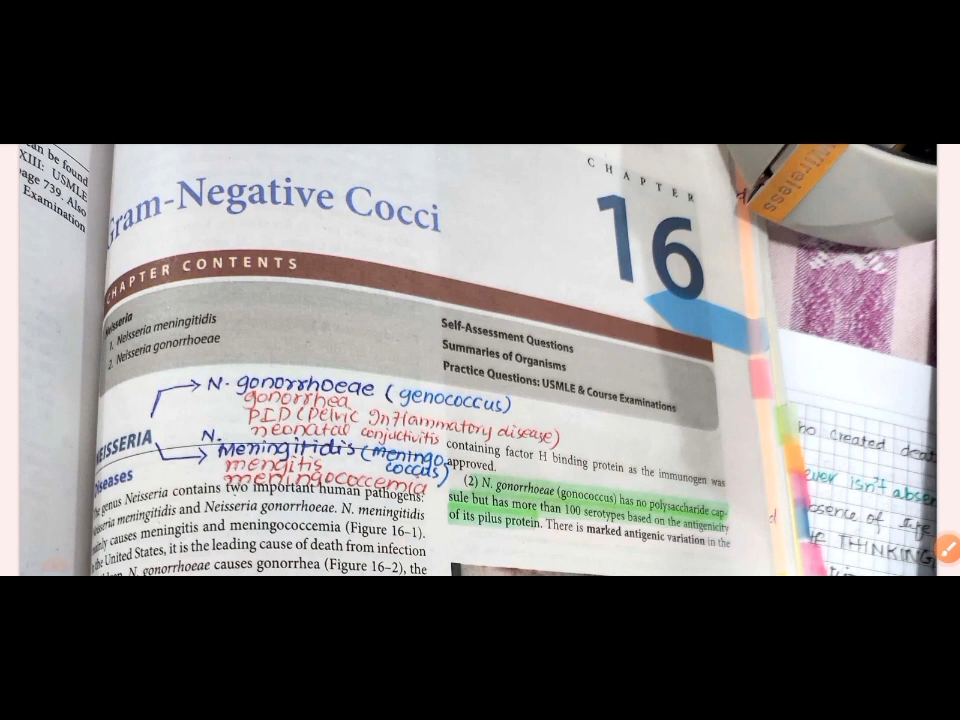 can be found
XIII: USMLE
page 739. Also
Examination
Gram-Negative Cocci
CHAPTER
16
CHAPTER CONTENTS
Neisseria
1. Neisseria meningitidis
2. Neisseria gonorrhoeae
Self-Assessment Questions
Summaries of Organisms
Practice Questions: USMLE & Course Examinations
N. gonorrhoeae (genococcus)
gonorrhea
PID (Pelvic Inflammatory disease)
neonatal conjuctivitis
NEISSERIA
N.
Meningitidis (meningo
coccus)
mengitis
meningococcemia
Diseases
The genus Neisseria contains two important human pathogens:
Neisseria meningitidis and Neisseria gonorrhoeae. N. meningitidis
mainly causes meningitis and meningococcemia (Figure 16–1).
the United States, it is the leading cause of death from infection
N. gonorrhoeae causes gonorrhea (Figure 16–2), the
containing factor H binding protein as the immunogen was
approved.
(2) N. gonorrhoeae (gonococcus) has no polysaccharide cap-
sule but has more than 100 serotypes based on the antigenicity
of its pilus protein. There is marked antigenic variation in the
Wireless
ho created deat
ever isn't absen
bsence of life
THINKING